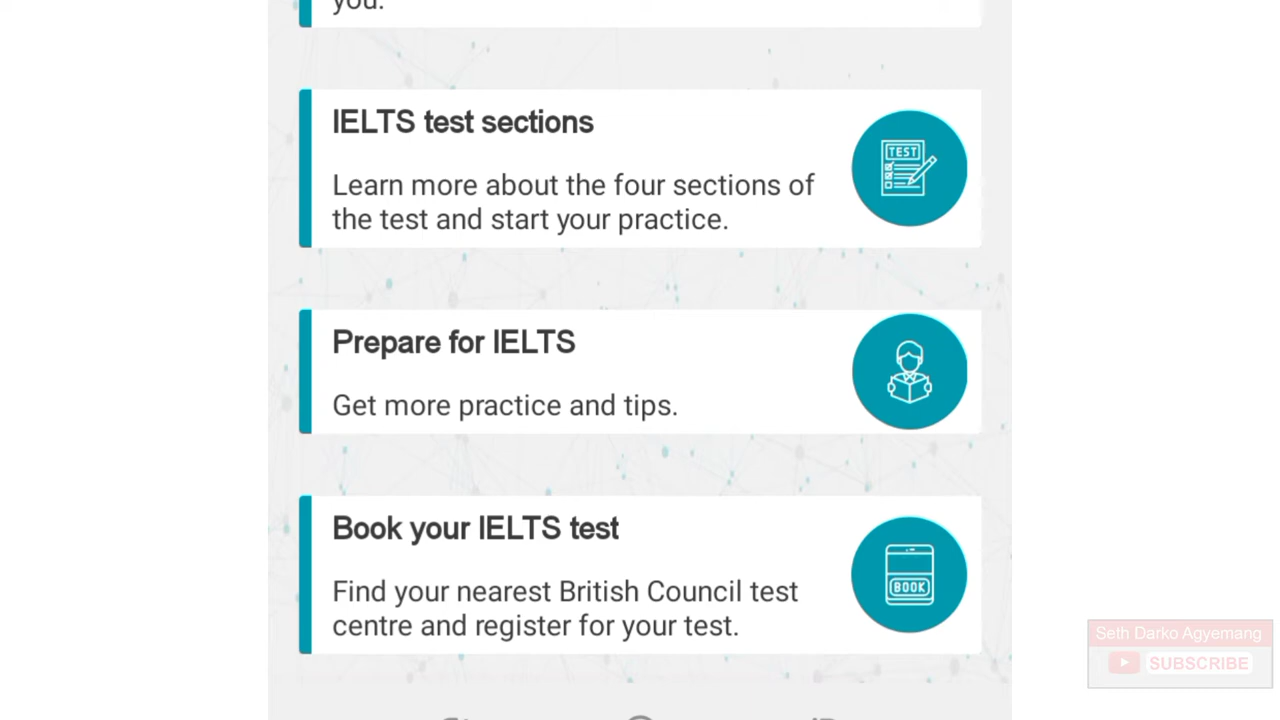 you.
IELTS test sections
Learn more about the four sections of
the test and start your practice.
TEST
Prepare for IELTS
Get more practice and tips.
Book your IELTS test
Find your nearest British Council test
centre and register for your test.
BOOK
Seth Darko Agyemang
SUBSCRIBE